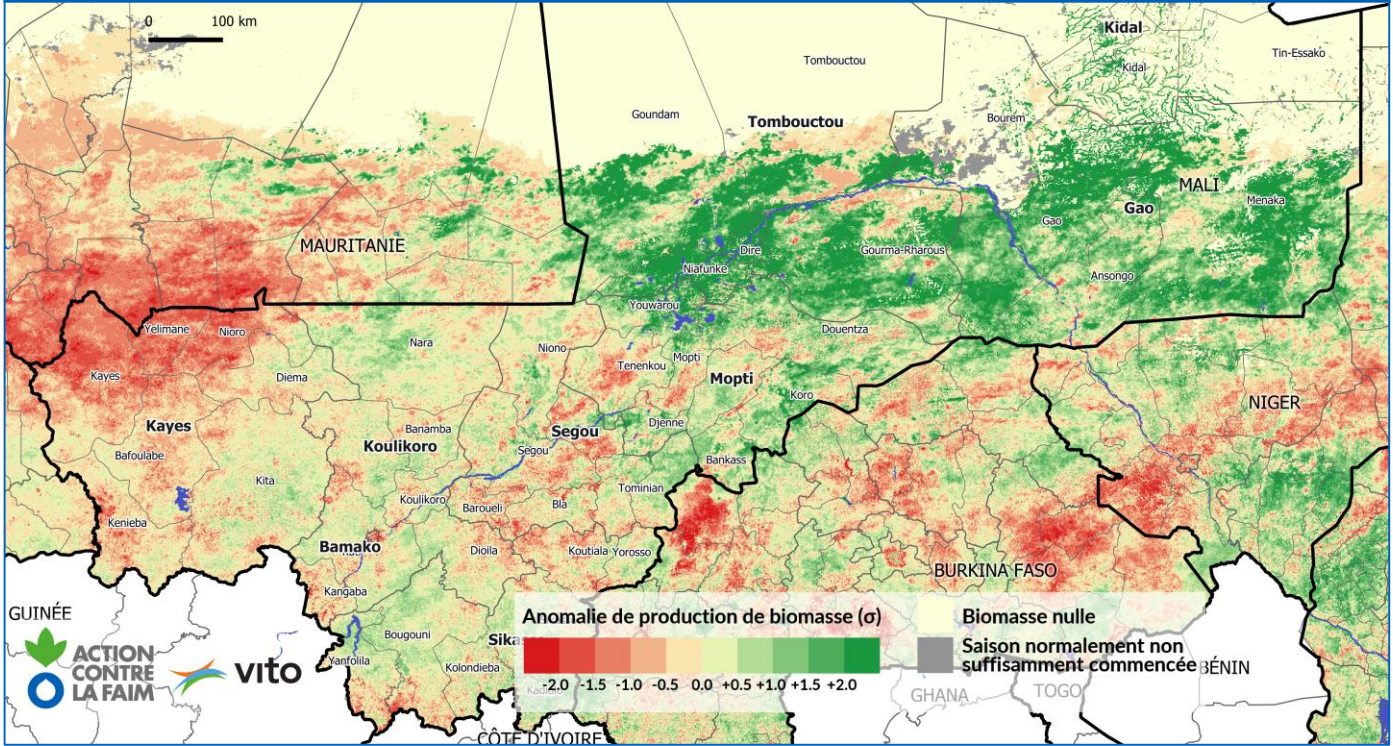 0 100 km
Kidal
Kidal
Tin-Essako
Tombouctou
Goundam
Tombouctou
Bourem
MALI
Menaka
Gao
Gao
MAURITANIE
Dire
Gourma-Rharous
Niafunke
Ansongo
Youwarou
Yelimane
Nioro
Nara
Niono
Douentza
Mopti
Tenenkou
Kayes
Diema
Mopti
Koro
NIGER
Kayes
Banamba
Segou
Djenne
Koulikoro
Segou
Bafoulabe
Bankass
Kita
Tominian
Koulikoro
Baroueli
Bla
Kenieba
Bamako
Dioila
Koutiala
Yorosso
BURKINA FASO
Kangaba
GUINÉE
Bougouni
Yanfolila
Kolondieba
Kadiolo
Anomalie de production de biomasse (σ)
-2.0 -1.5 -1.0 -0.5 0.0 +0.5 +1.0 +1.5 +2.0
Biomasse nulle
Saison normalement non
suffisamment commencée
BÉNIN
GHANA
TOGO
CÔTE D'IVOIRE
ACTION
CONTRE
LA FAIM
vito